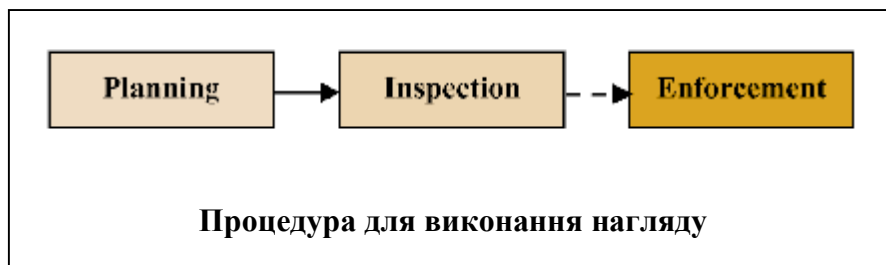 Planning Inspection Enforcement
Процедура для виконання нагляду